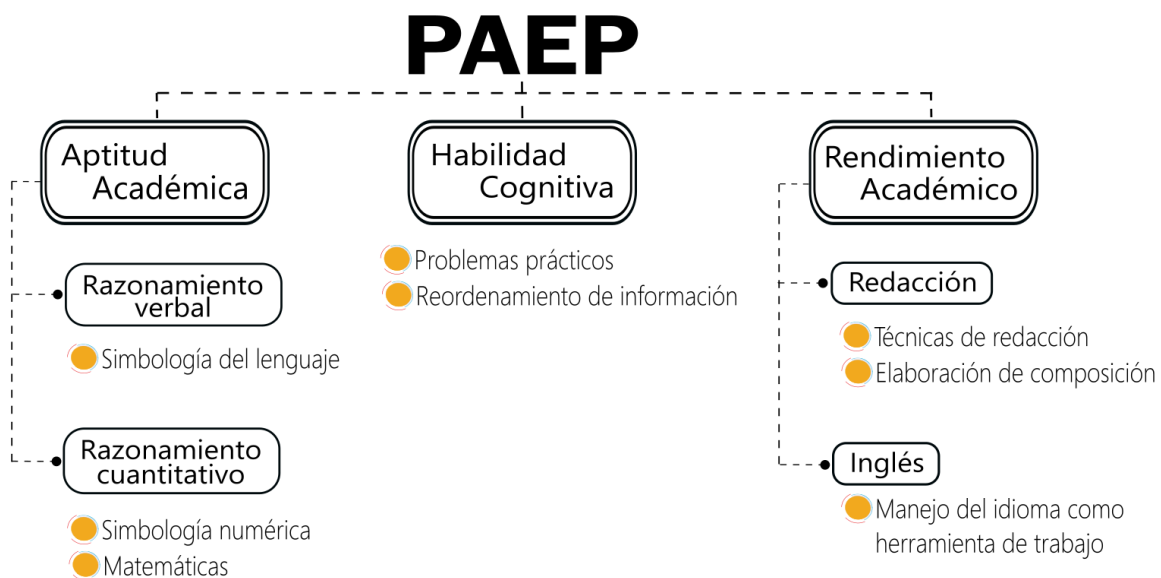 PAEP
Aptitud
Académica
Razonamiento
verbal
Simbología del lenguaje
Razonamiento
cuantitativo
Simbología numérica
Matemáticas
Habilidad
Cognitiva
Problemas prácticos
Reordenamiento de información
Rendimiento
Académico
Redacción
Técnicas de redacción
Elaboración de composición
Inglés
Manejo del idioma como
herramienta de trabajo